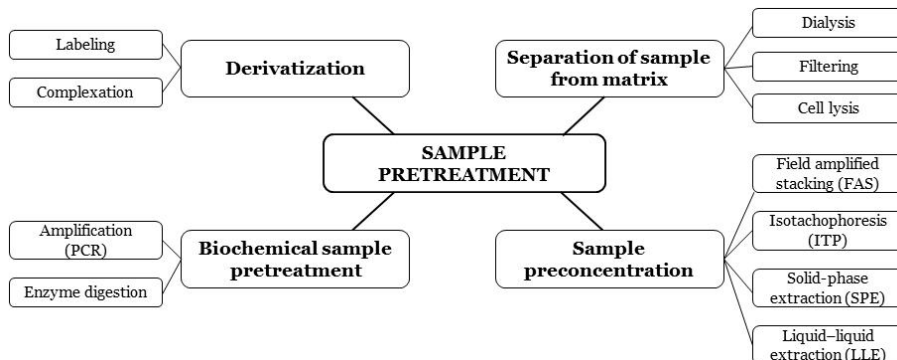 Labeling
Complexation
Derivatization
Separation of sample
from matrix
Dialysis
Filtering
Cell lysis
SAMPLE
PRETREATMENT
Amplification
(PCR)
Enzyme digestion
Biochemical sample
pretreatment
Sample
preconcentration
Field amplified
stacking (FAS)
Isotachophoresis
(ITP)
Solid-phase
extraction (SPE)
Liquid–liquid
extraction (LLE)